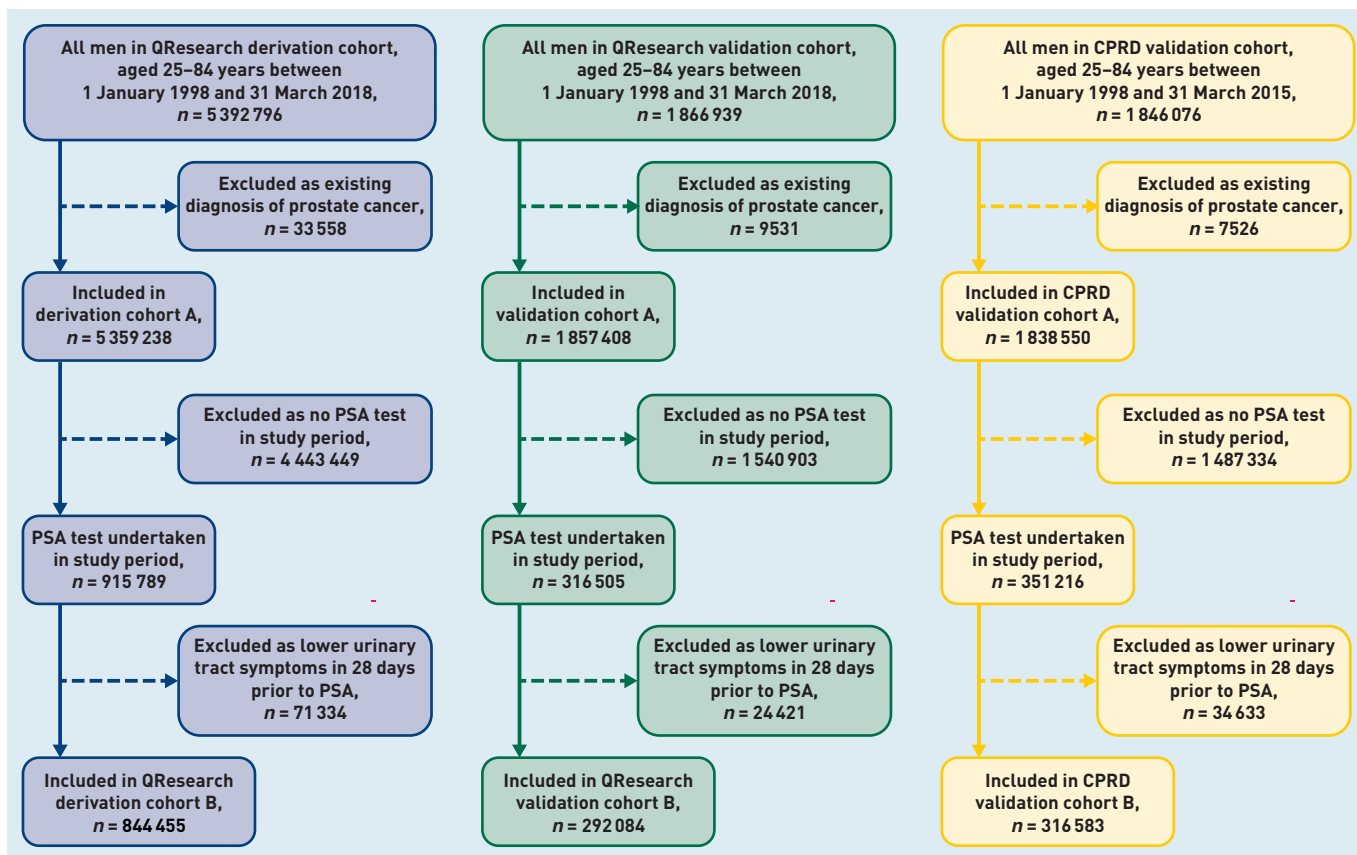 All men in QResearch derivation cohort,
aged 25–84 years between
1 January 1998 and 31 March 2018,
n = 5 392 796
Excluded as existing
diagnosis of prostate cancer,
n = 33 558
Included in
derivation cohort A,
n = 5 359 238
Excluded as no PSA test
in study period,
n = 4 443 449
PSA test undertaken
in study period,
n = 915 789
Excluded as lower urinary
tract symptoms in 28 days
prior to PSA,
n = 71 334
Included in QResearch
derivation cohort B,
n = 844 455
All men in QResearch validation cohort,
aged 25–84 years between
1 January 1998 and 31 March 2018,
n = 1 866 939
Excluded as existing
diagnosis of prostate cancer,
n = 9531
Included in
validation cohort A,
n = 1 857 408
Excluded as no PSA test
in study period,
n = 1 540 903
PSA test undertaken
in study period,
n = 316 505
Excluded as lower urinary
tract symptoms in 28 days
prior to PSA,
n = 24 421
Included in QResearch
validation cohort B,
n = 292 084
All men in CPRD validation cohort,
aged 25–84 years between
1 January 1998 and 31 March 2015,
n = 1 846 076
Excluded as existing
diagnosis of prostate cancer,
n = 7526
Included in CPRD
validation cohort A,
n = 1 838 550
Excluded as no PSA test
in study period,
n = 1 487 334
PSA test undertaken
in study period,
n = 351 216
Excluded as lower urinary
tract symptoms in 28 days
prior to PSA,
n = 34 633
Included in CPRD
validation cohort B,
n = 316 583